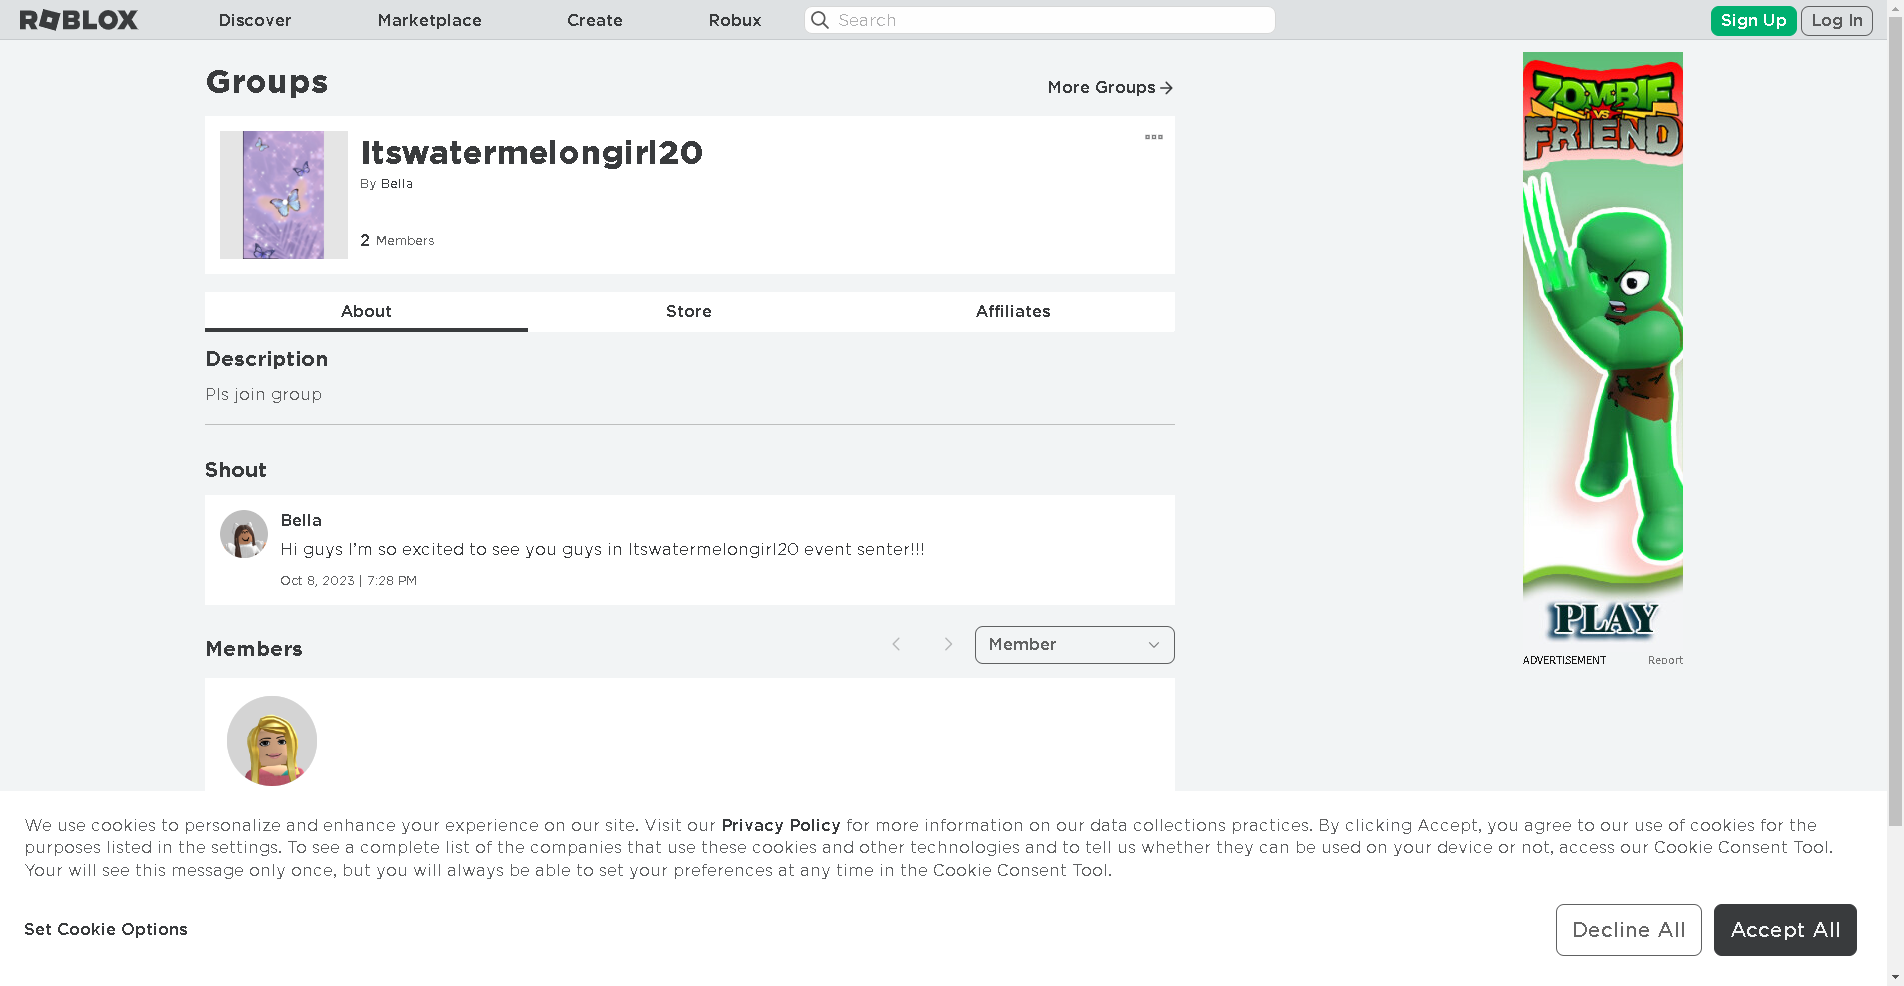 ROBLOX
Discover
Marketplace
Create
Robux
Search
Sign Up
Log In
Groups
More Groups
Itswatermelongirl20
By Bella
2 Members
About
Store
Affiliates
Description
Pls join group
Shout
Bella
Hi guys I'm so excited to see you guys in Itswatermelongirl20 event senter!!!
Oct 8, 2023 | 7:28 PM
Members
Member
ZOMBIE
VS
FRIEND
PLAY
ADVERTISEMENT
Report
We use cookies to personalize and enhance your experience on our site. Visit our Privacy Policy for more information on our data collections practices. By clicking Accept, you agree to our use of cookies for the
purposes listed in the settings. To see a complete list of the companies that use these cookies and other technologies and to tell us whether they can be used on your device or not, access our Cookie Consent Tool.
Your will see this message only once, but you will always be able to set your preferences at any time in the Cookie Consent Tool.
Set Cookie Options
Decline All
Accept All